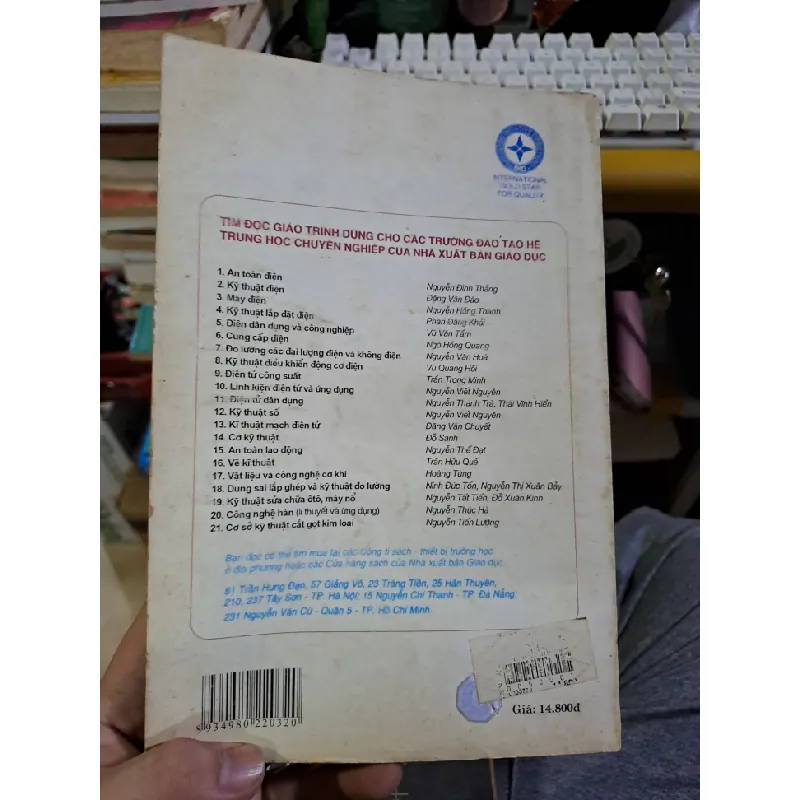 INTERNATIONAL
GOLD STAR
FOR QUALITY
TÌM ĐỌC GIÁO TRÌNH DÙNG CHO CÁC TRƯỜNG ĐÀO TẠO HỆ
TRUNG HỌC CHUYÊN NGHIỆP CỦA NHÀ XUẤT BẢN GIÁO DỤC
1. An toàn điện Nguyễn Đình Thắng
2. Kỹ thuật điện Đặng Văn Đào
3. Máy điện Nguyễn Hồng Thanh
4. Kỹ thuật lắp đặt điện Phan Đăng Khải
5. Điện dân dụng và công nghiệp Vũ Văn Tẩm
6. Cung cấp điện Ngô Hồng Quang
7. Đo lường các đại lượng điện và không điện Nguyễn Văn Hoà
8. Kỹ thuật điều khiển động cơ điện Vũ Quang Hồi
9. Điện tử công suất Trần Trọng Minh
10. Linh kiện điện tử và ứng dụng Nguyễn Viết Nguyên
11. Điện tử dân dụng Nguyễn Thanh Trà, Thái Vĩnh Hiển
12. Kỹ thuật số Nguyễn Viết Nguyên
13. Kĩ thuật mạch điện tử Đặng Văn Chuyết
14. Cơ kỹ thuật Đỗ Sanh
15. An toàn lao động Nguyễn Thế Đạt
16. Vẽ kĩ thuật Trần Hữu Quế
17. Vật liệu và công nghệ cơ khí Hoàng Tùng
18. Dung sai lắp ghép và kỹ thuật đo lường Ninh Đức Tốn, Nguyễn Thị Xuân Bảy
19. Kỹ thuật sửa chữa ôtô, máy nổ Nguyễn Tất Tiến, Đỗ Xuân Kính
20. Công nghệ hàn (lí thuyết và ứng dụng) Nguyễn Thúc Hà
21. Cơ sở kỹ thuật cắt gọt kim loại Nguyễn Tiến Lưỡng
Bạn đọc có thể tìm mua tại các Công ti sách - thiết bị trường học
ở địa phương hoặc các Cửa hàng sách của Nhà xuất bản Giáo dục:
81 Trần Hưng Đạo, 57 Giảng Võ, 23 Tràng Tiền, 25 Hàn Thuyên,
210, 237 Tây Sơn - TP. Hà Nội; 15 Nguyễn Chí Thanh - TP. Đà Nẵng;
231 Nguyễn Văn Cừ - Quận 5 - TP. Hồ Chí Minh.
8 934980 220320
Giá: 14.800đ